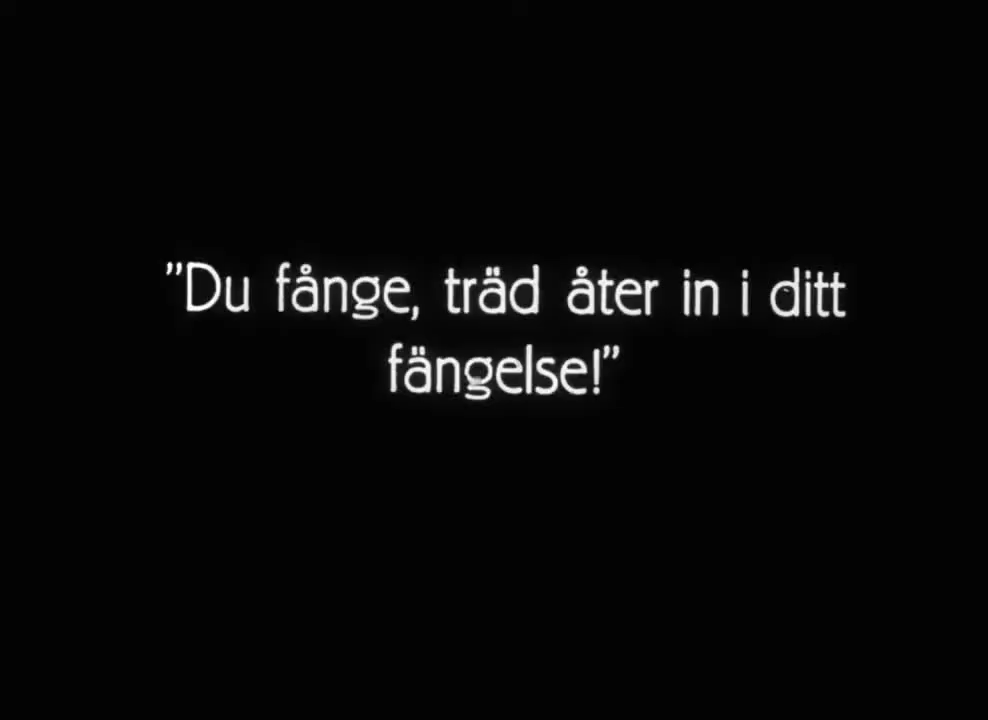 ”Du fånge, träd åter in i ditt
fängelse!”